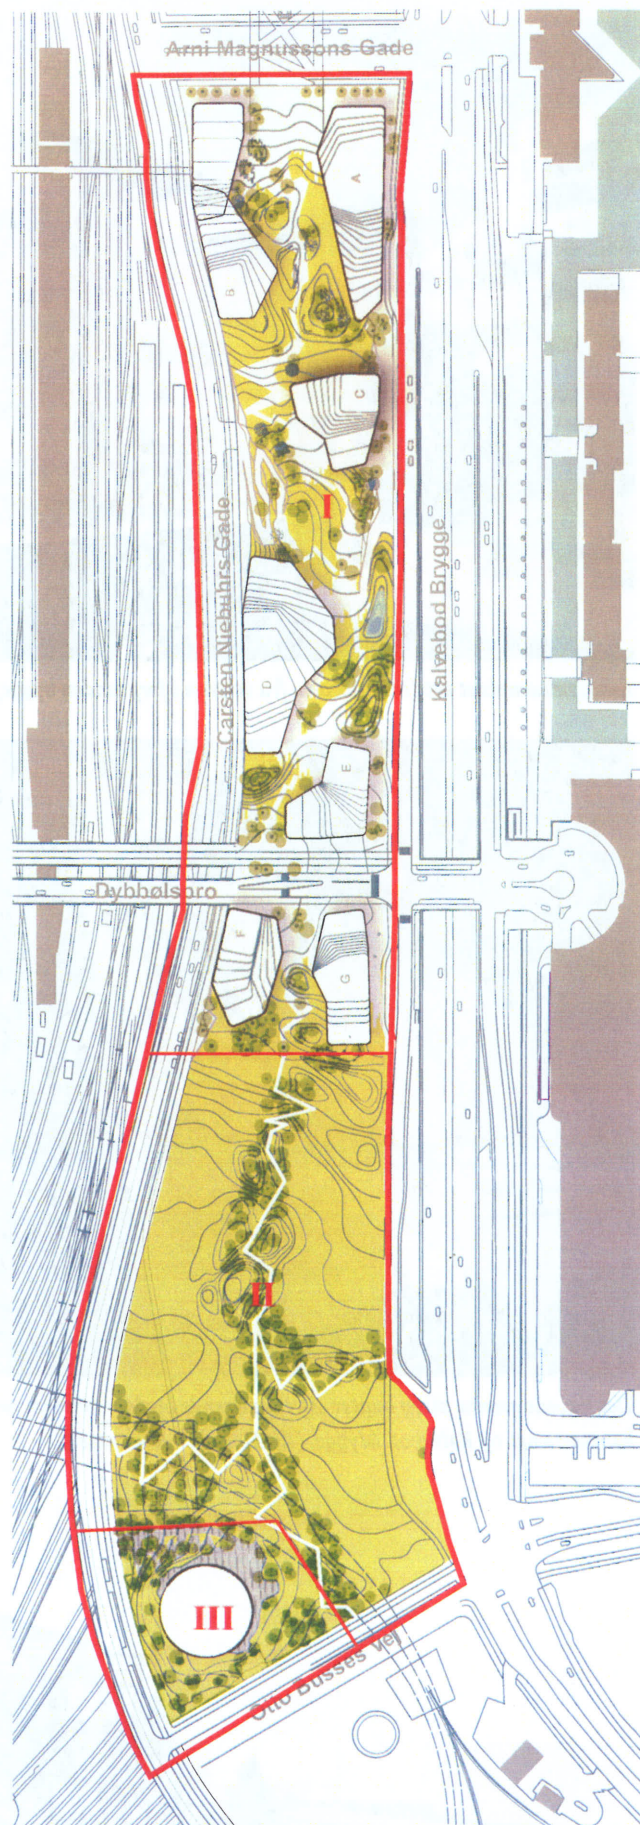 Arni Magnussons Gade
A
B
C
I
Carsten Niebuhrs Gade
Kalvebod Brygge
D
E
Dybbølsbro
F
G
II
III
Otto Busses Vej